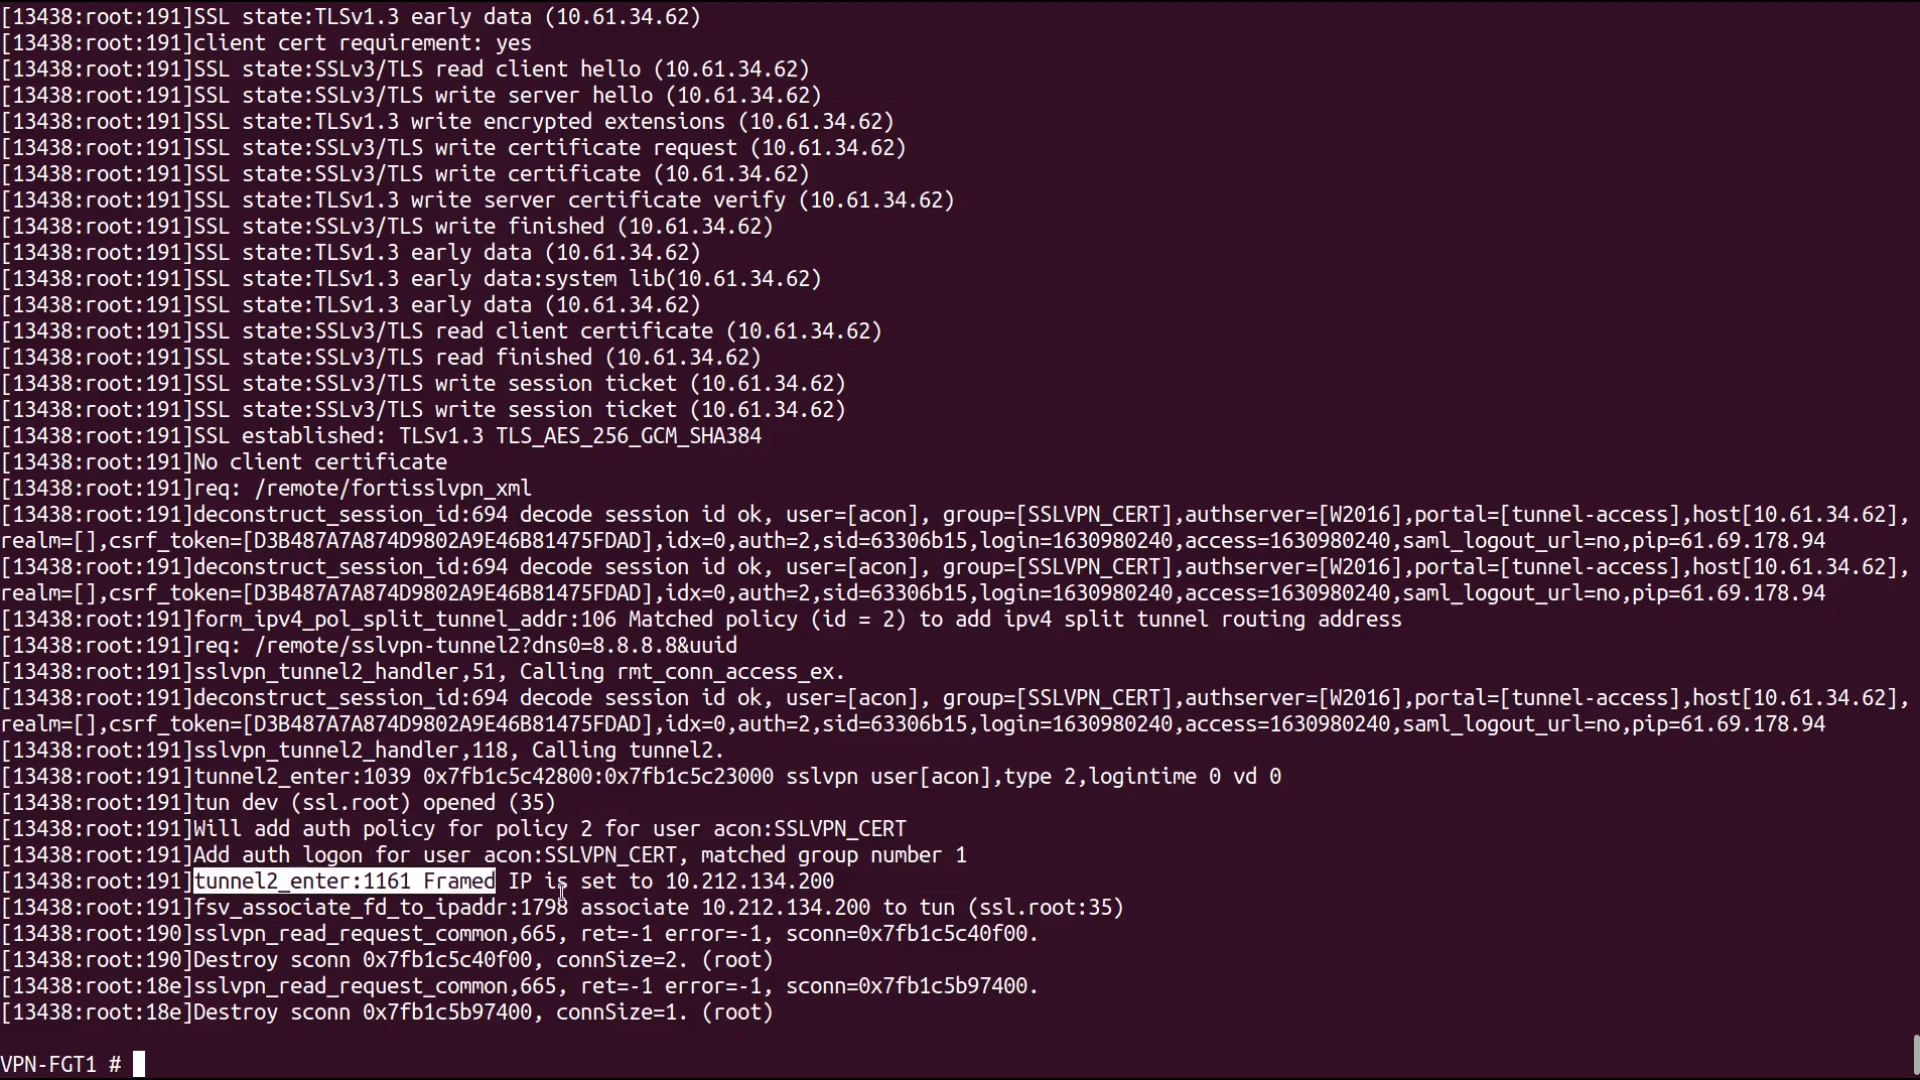 [13438:root:191]SSL state:TLSv1.3 early data (10.61.34.62)
[13438:root:191]client cert requirement: yes
[13438:root:191]SSL state:SSLv3/TLS read client hello (10.61.34.62)
[13438:root:191]SSL state:SSLv3/TLS write server hello (10.61.34.62)
[13438:root:191]SSL state:TLSv1.3 write encrypted extensions (10.61.34.62)
[13438:root:191]SSL state:SSLv3/TLS write certificate request (10.61.34.62)
[13438:root:191]SSL state:SSLv3/TLS write certificate (10.61.34.62)
[13438:root:191]SSL state:TLSv1.3 write server certificate verify (10.61.34.62)
[13438:root:191]SSL state:SSLv3/TLS write finished (10.61.34.62)
[13438:root:191]SSL state:TLSv1.3 early data (10.61.34.62)
[13438:root:191]SSL state:TLSv1.3 early data:system lib(10.61.34.62)
[13438:root:191]SSL state:TLSv1.3 early data (10.61.34.62)
[13438:root:191]SSL state:SSLv3/TLS read client certificate (10.61.34.62)
[13438:root:191]SSL state:SSLv3/TLS read finished (10.61.34.62)
[13438:root:191]SSL state:SSLv3/TLS write session ticket (10.61.34.62)
[13438:root:191]SSL state:SSLv3/TLS write session ticket (10.61.34.62)
[13438:root:191]SSL established: TLSv1.3 TLS_AES_256_GCM_SHA384
[13438:root:191]No client certificate
[13438:root:191]req: /remote/fortisslvpn_xml
[13438:root:191]deconstruct_session_id:694 decode session id ok, user=[acon], group=[SSLVPN_CERT],authserver=[W2016],portal=[tunnel-access],host[10.61.34.62],
realm=[],csrf_token=[D3B487A7A874D9802A9E46B81475FDAD],idx=0,auth=2,sid=63306b15,login=1630980240,access=1630980240,saml_logout_url=no,pip=61.69.178.94
[13438:root:191]deconstruct_session_id:694 decode session id ok, user=[acon], group=[SSLVPN_CERT],authserver=[W2016],portal=[tunnel-access],host[10.61.34.62],
realm=[],csrf_token=[D3B487A7A874D9802A9E46B81475FDAD],idx=0,auth=2,sid=63306b15,login=1630980240,access=1630980240,saml_logout_url=no,pip=61.69.178.94
[13438:root:191]form_ipv4_pol_split_tunnel_addr:106 Matched policy (id = 2) to add ipv4 split tunnel routing address
[13438:root:191]req: /remote/sslvpn-tunnel2?dns0=8.8.8.8&uuid
[13438:root:191]sslvpn_tunnel2_handler,51, Calling rmt_conn_access_ex.
[13438:root:191]deconstruct_session_id:694 decode session id ok, user=[acon], group=[SSLVPN_CERT],authserver=[W2016],portal=[tunnel-access],host[10.61.34.62],
realm=[],csrf_token=[D3B487A7A874D9802A9E46B81475FDAD],idx=0,auth=2,sid=63306b15,login=1630980240,access=1630980240,saml_logout_url=no,pip=61.69.178.94
[13438:root:191]sslvpn_tunnel2_handler,118, Calling tunnel2.
[13438:root:191]tunnel2_enter:1039 0x7fb1c5c42800:0x7fb1c5c23000 sslvpn user[acon],type 2,logintime 0 vd 0
[13438:root:191]tun dev (ssl.root) opened (35)
[13438:root:191]Will add auth policy for policy 2 for user acon:SSLVPN_CERT
[13438:root:191]Add auth logon for user acon:SSLVPN_CERT, matched group number 1
[13438:root:191]tunnel2_enter:1161 Framed IP is set to 10.212.134.200
[13438:root:191]fsv_associate_fd_to_ipaddr:1798 associate 10.212.134.200 to tun (ssl.root:35)
[13438:root:190]sslvpn_read_request_common,665, ret=-1 error=-1, sconn=0x7fb1c5c40f00.
[13438:root:190]Destroy sconn 0x7fb1c5c40f00, connSize=2. (root)
[13438:root:18e]sslvpn_read_request_common,665, ret=-1 error=-1, sconn=0x7fb1c5b97400.
[13438:root:18e]Destroy sconn 0x7fb1c5b97400, connSize=1. (root)
VPN-FGT1 #